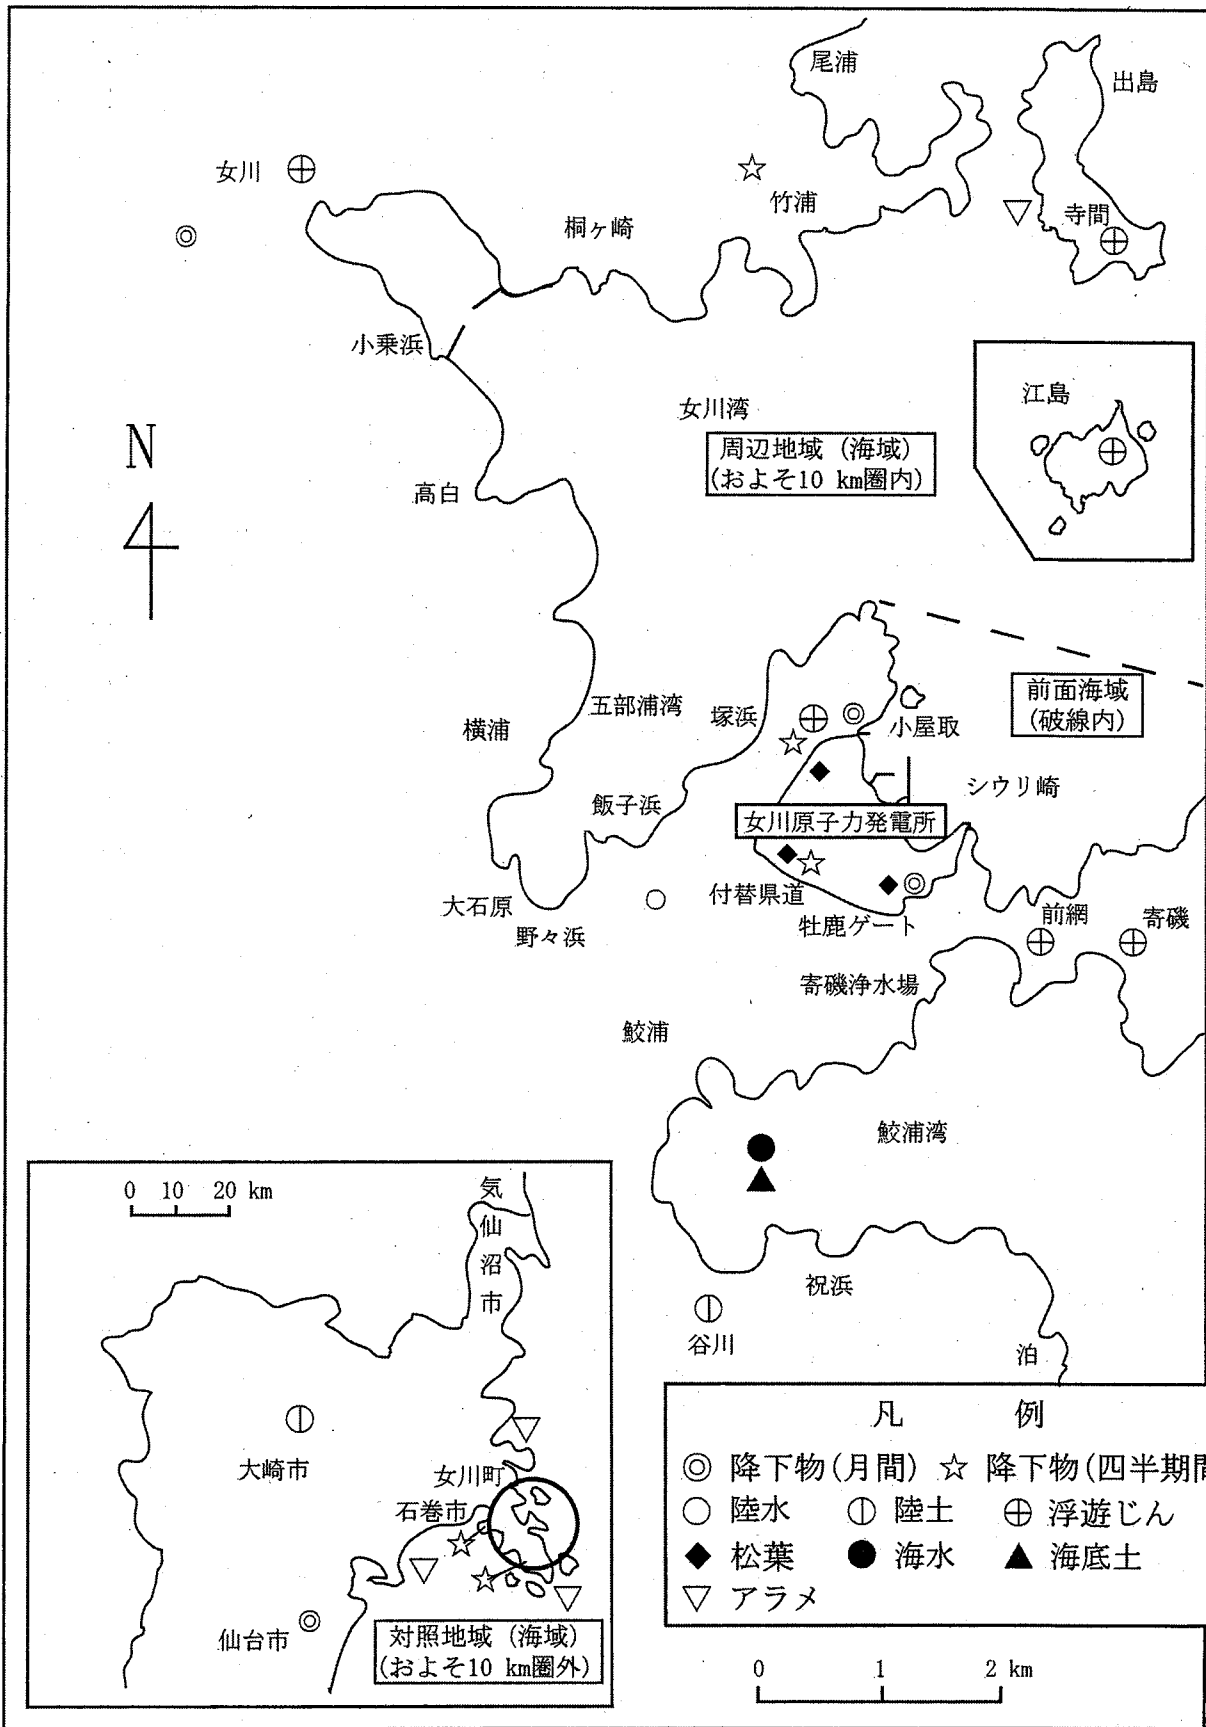 尾浦
出島
女川
竹浦
寺間
桐ヶ崎
小乗浜
江島
女川湾
周辺地域（海域）
(およそ10 km圏内)
N
高白
前面海域
(破線内)
五部浦湾
塚浜
小屋取
横浦
シウリ崎
飯子浜
女川原子力発電所
大石原
付替県道
野々浜
牡鹿ゲート
前網
寄磯
寄磯浄水場
鮫浦
鮫浦湾
祝浜
谷川
泊
0 10 20 km
気仙沼市
大崎市
女川町
石巻市
仙台市
対照地域（海域）
(およそ10 km圏外)
凡 例
◎ 降下物(月間) ☆ 降下物(四半期間
○ 陸水 ⦶ 陸土 ⊕ 浮遊じん
◆ 松葉 ● 海水 ▲ 海底土
▽ アラメ
0 1 2 km